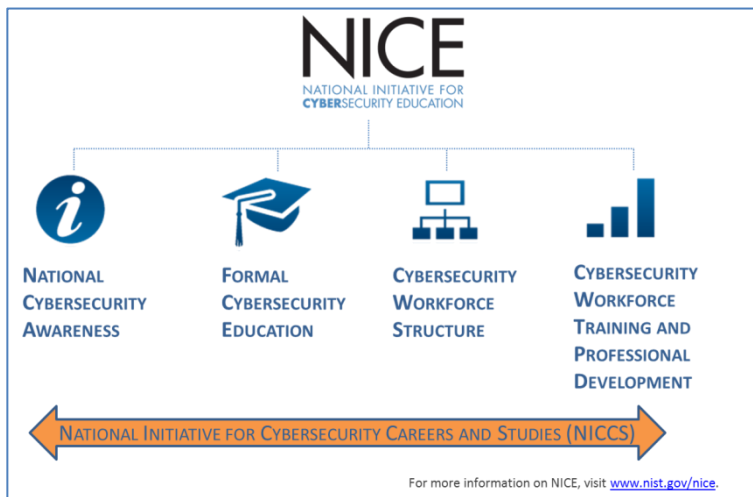 NICE
NATIONAL INITIATIVE FOR
CYBERSECURITY EDUCATION
i
NATIONAL
CYBERSECURITY
AWARENESS
FORMAL
CYBERSECURITY
EDUCATION
CYBERSECURITY
WORKFORCE
STRUCTURE
CYBERSECURITY
WORKFORCE
TRAINING AND
PROFESSIONAL
DEVELOPMENT
NATIONAL INITIATIVE FOR CYBERSECURITY CAREERS AND STUDIES (NICCS)
For more information on NICE, visit www.nist.gov/nice.